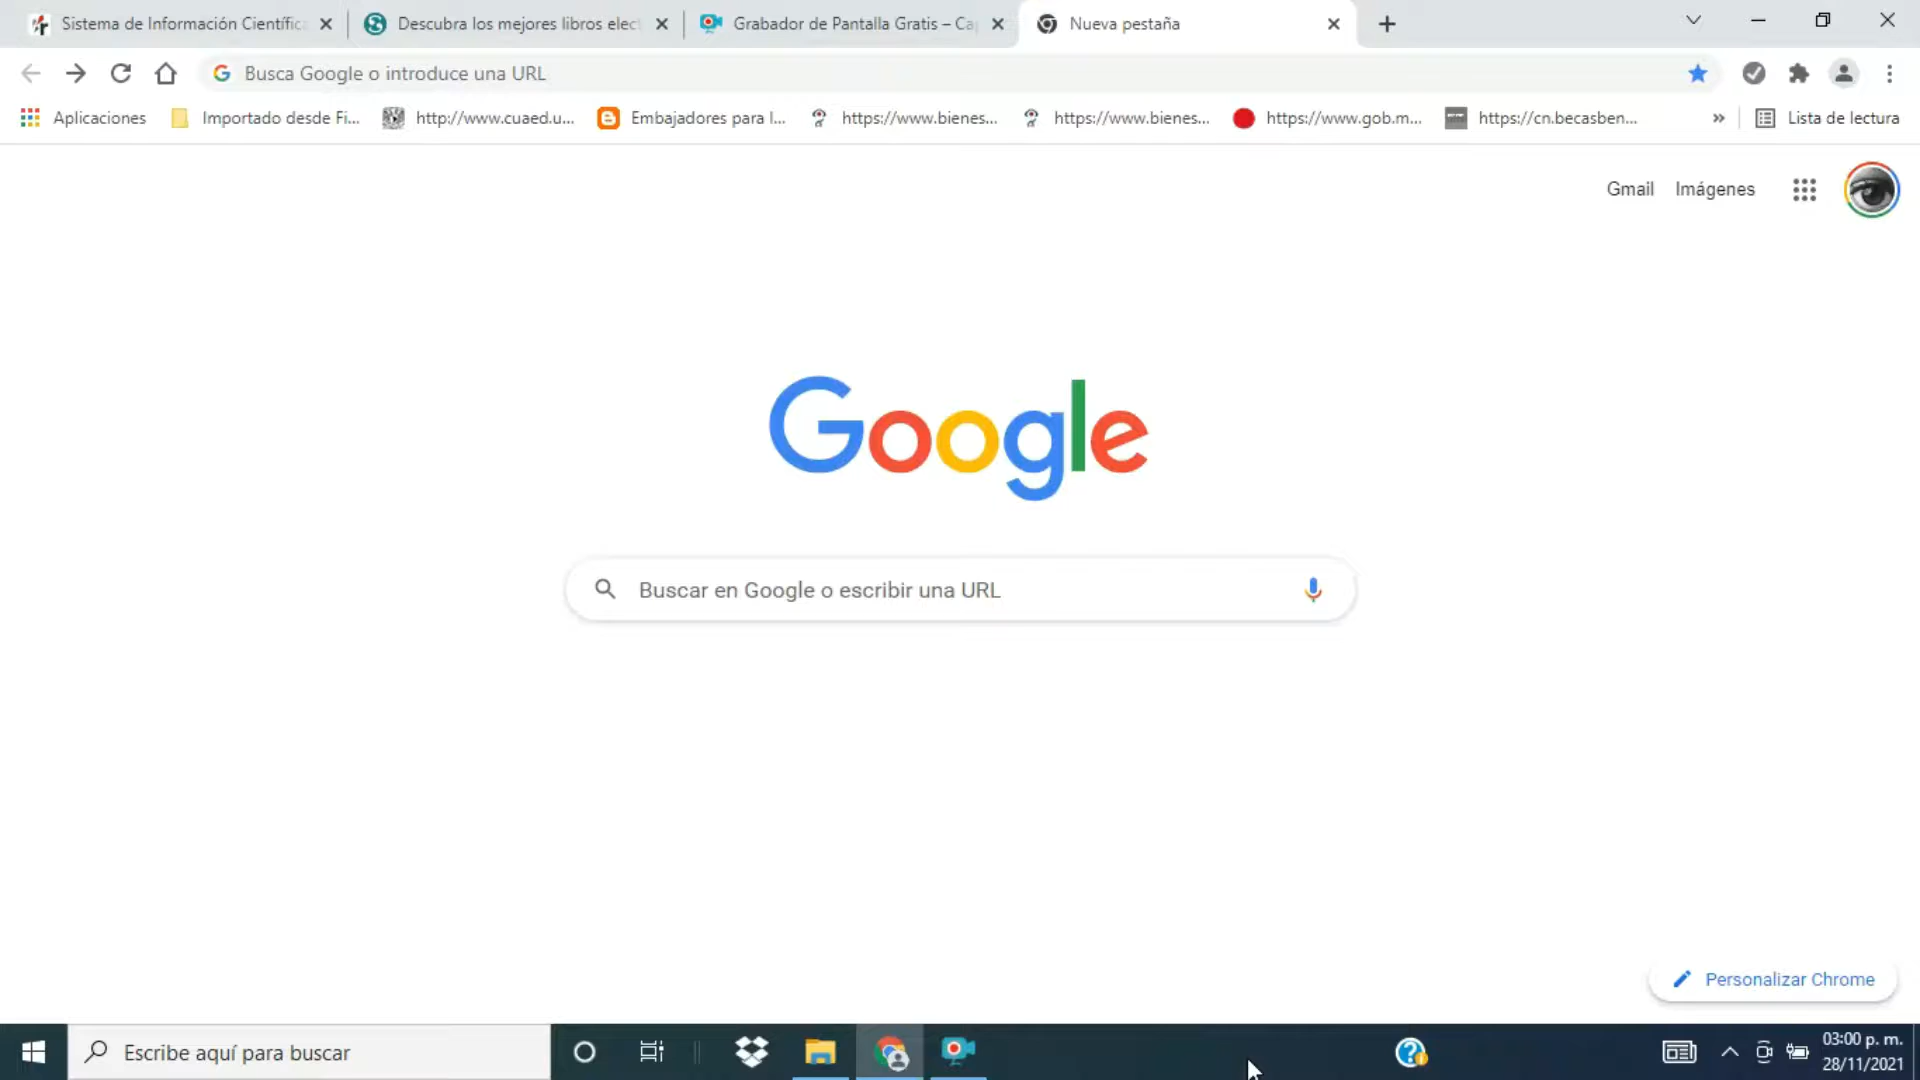 Sistema de Información Científica
Descubra los mejores libros elect
Grabador de Pantalla Gratis – Ca
Nueva pestaña
Busca Google o introduce una URL
Aplicaciones
Importado desde Fi...
http://www.cuaed.u...
Embajadores para l...
https://www.bienes...
https://www.bienes...
https://www.gob.m...
https://cn.becasben...
»
Lista de lectura
Gmail
Imágenes
Google
Buscar en Google o escribir una URL
Personalizar Chrome
Escribe aquí para buscar
03:00 p. m.
28/11/2021